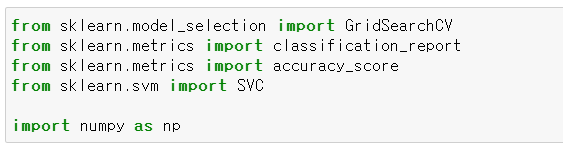 from sklearn.model_selection import GridSearchCV
from sklearn.metrics import classification_report
from sklearn.metrics import accuracy_score
from sklearn.svm import SVC
import numpy as np